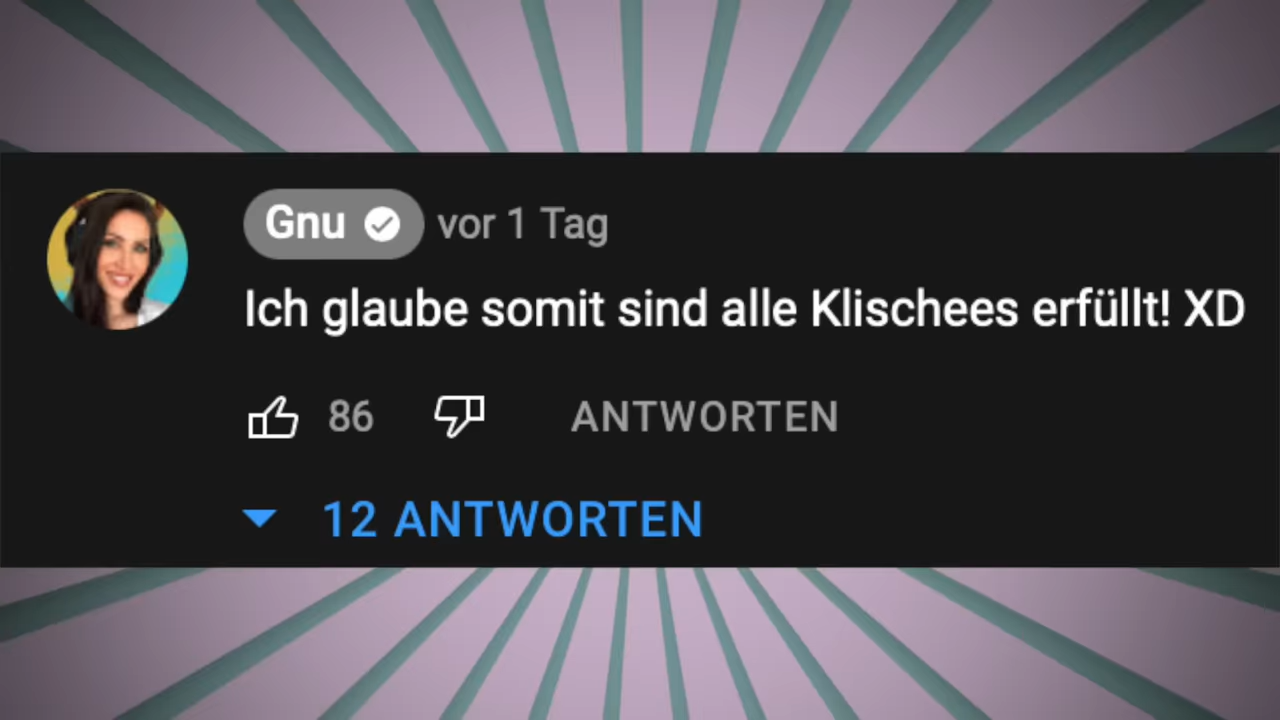 Gnu vor 1 Tag
Ich glaube somit sind alle Klischees erfüllt! XD
86 ANTWORTEN
12 ANTWORTEN